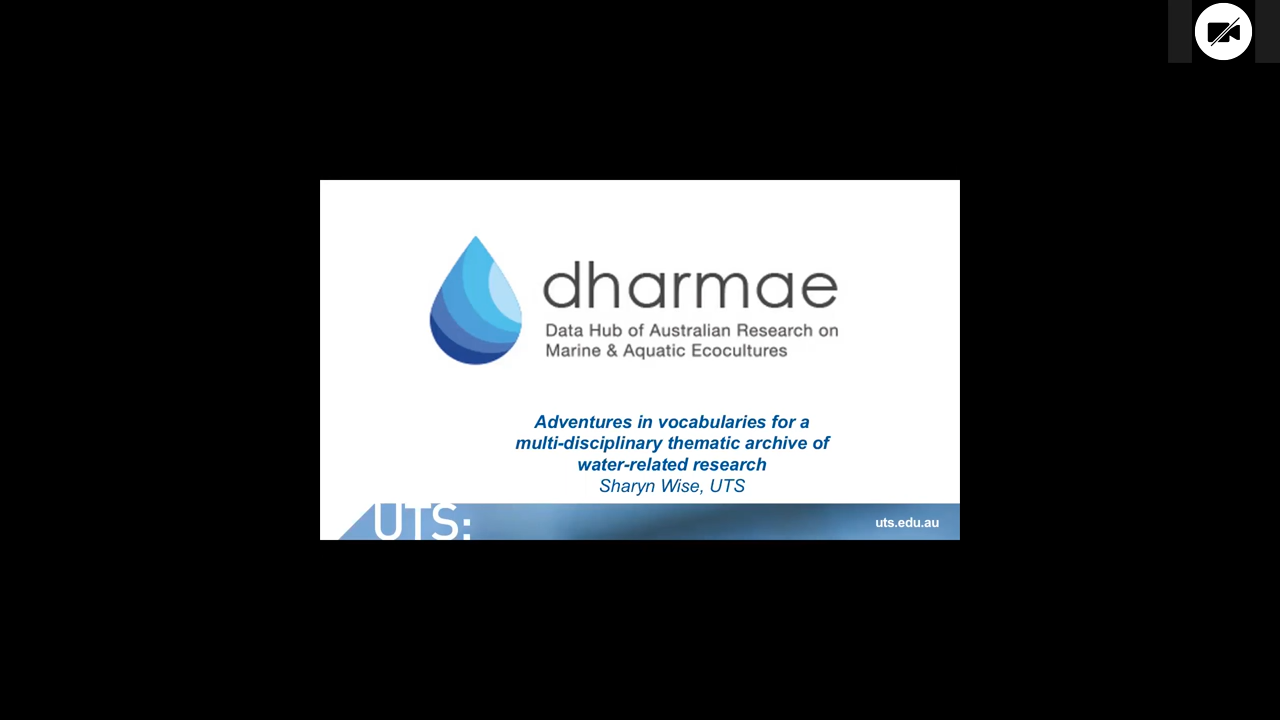 dharmae
Data Hub of Australian Research on
Marine & Aquatic Ecocultures
Adventures in vocabularies for a
multi-disciplinary thematic archive of
water-related research
Sharyn Wise, UTS
UTS:
uts.edu.au